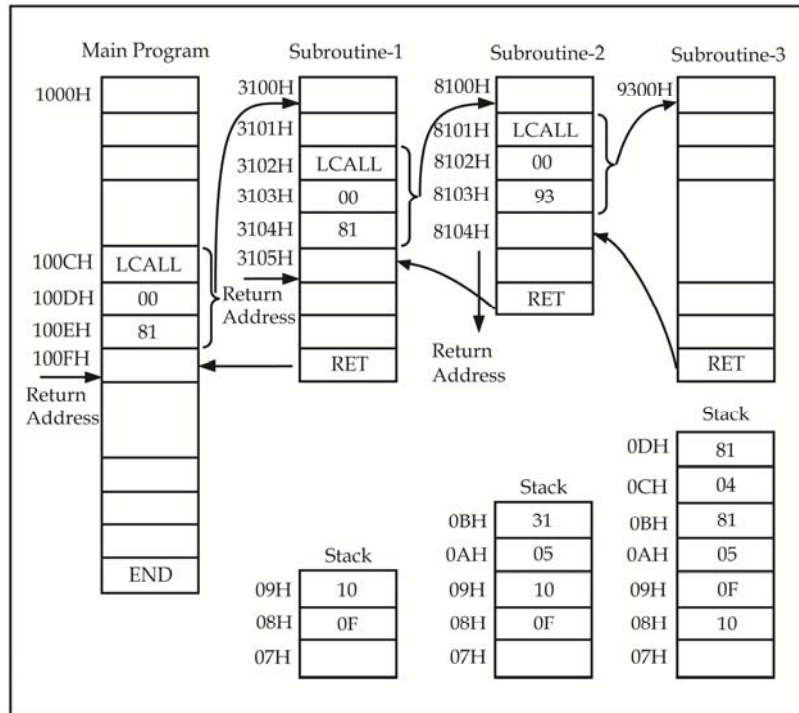 Main Program
Subroutine-1
Subroutine-2
Subroutine-3
1000H
3100H
8100H
9300H
3101H
8101H
LCALL
3102H
LCALL
8102H
00
3103H
00
8103H
93
3104H
81
8104H
100CH
LCALL
3105H
100DH
00
Return
Address
RET
100EH
81
100FH
RET
Return
Address
RET
Return
Address
Stack
0DH
81
0CH
04
Stack
0BH
31
0BH
81
0AH
05
0AH
05
END
Stack
09H
10
09H
10
09H
0F
08H
0F
08H
0F
08H
10
07H
07H
07H